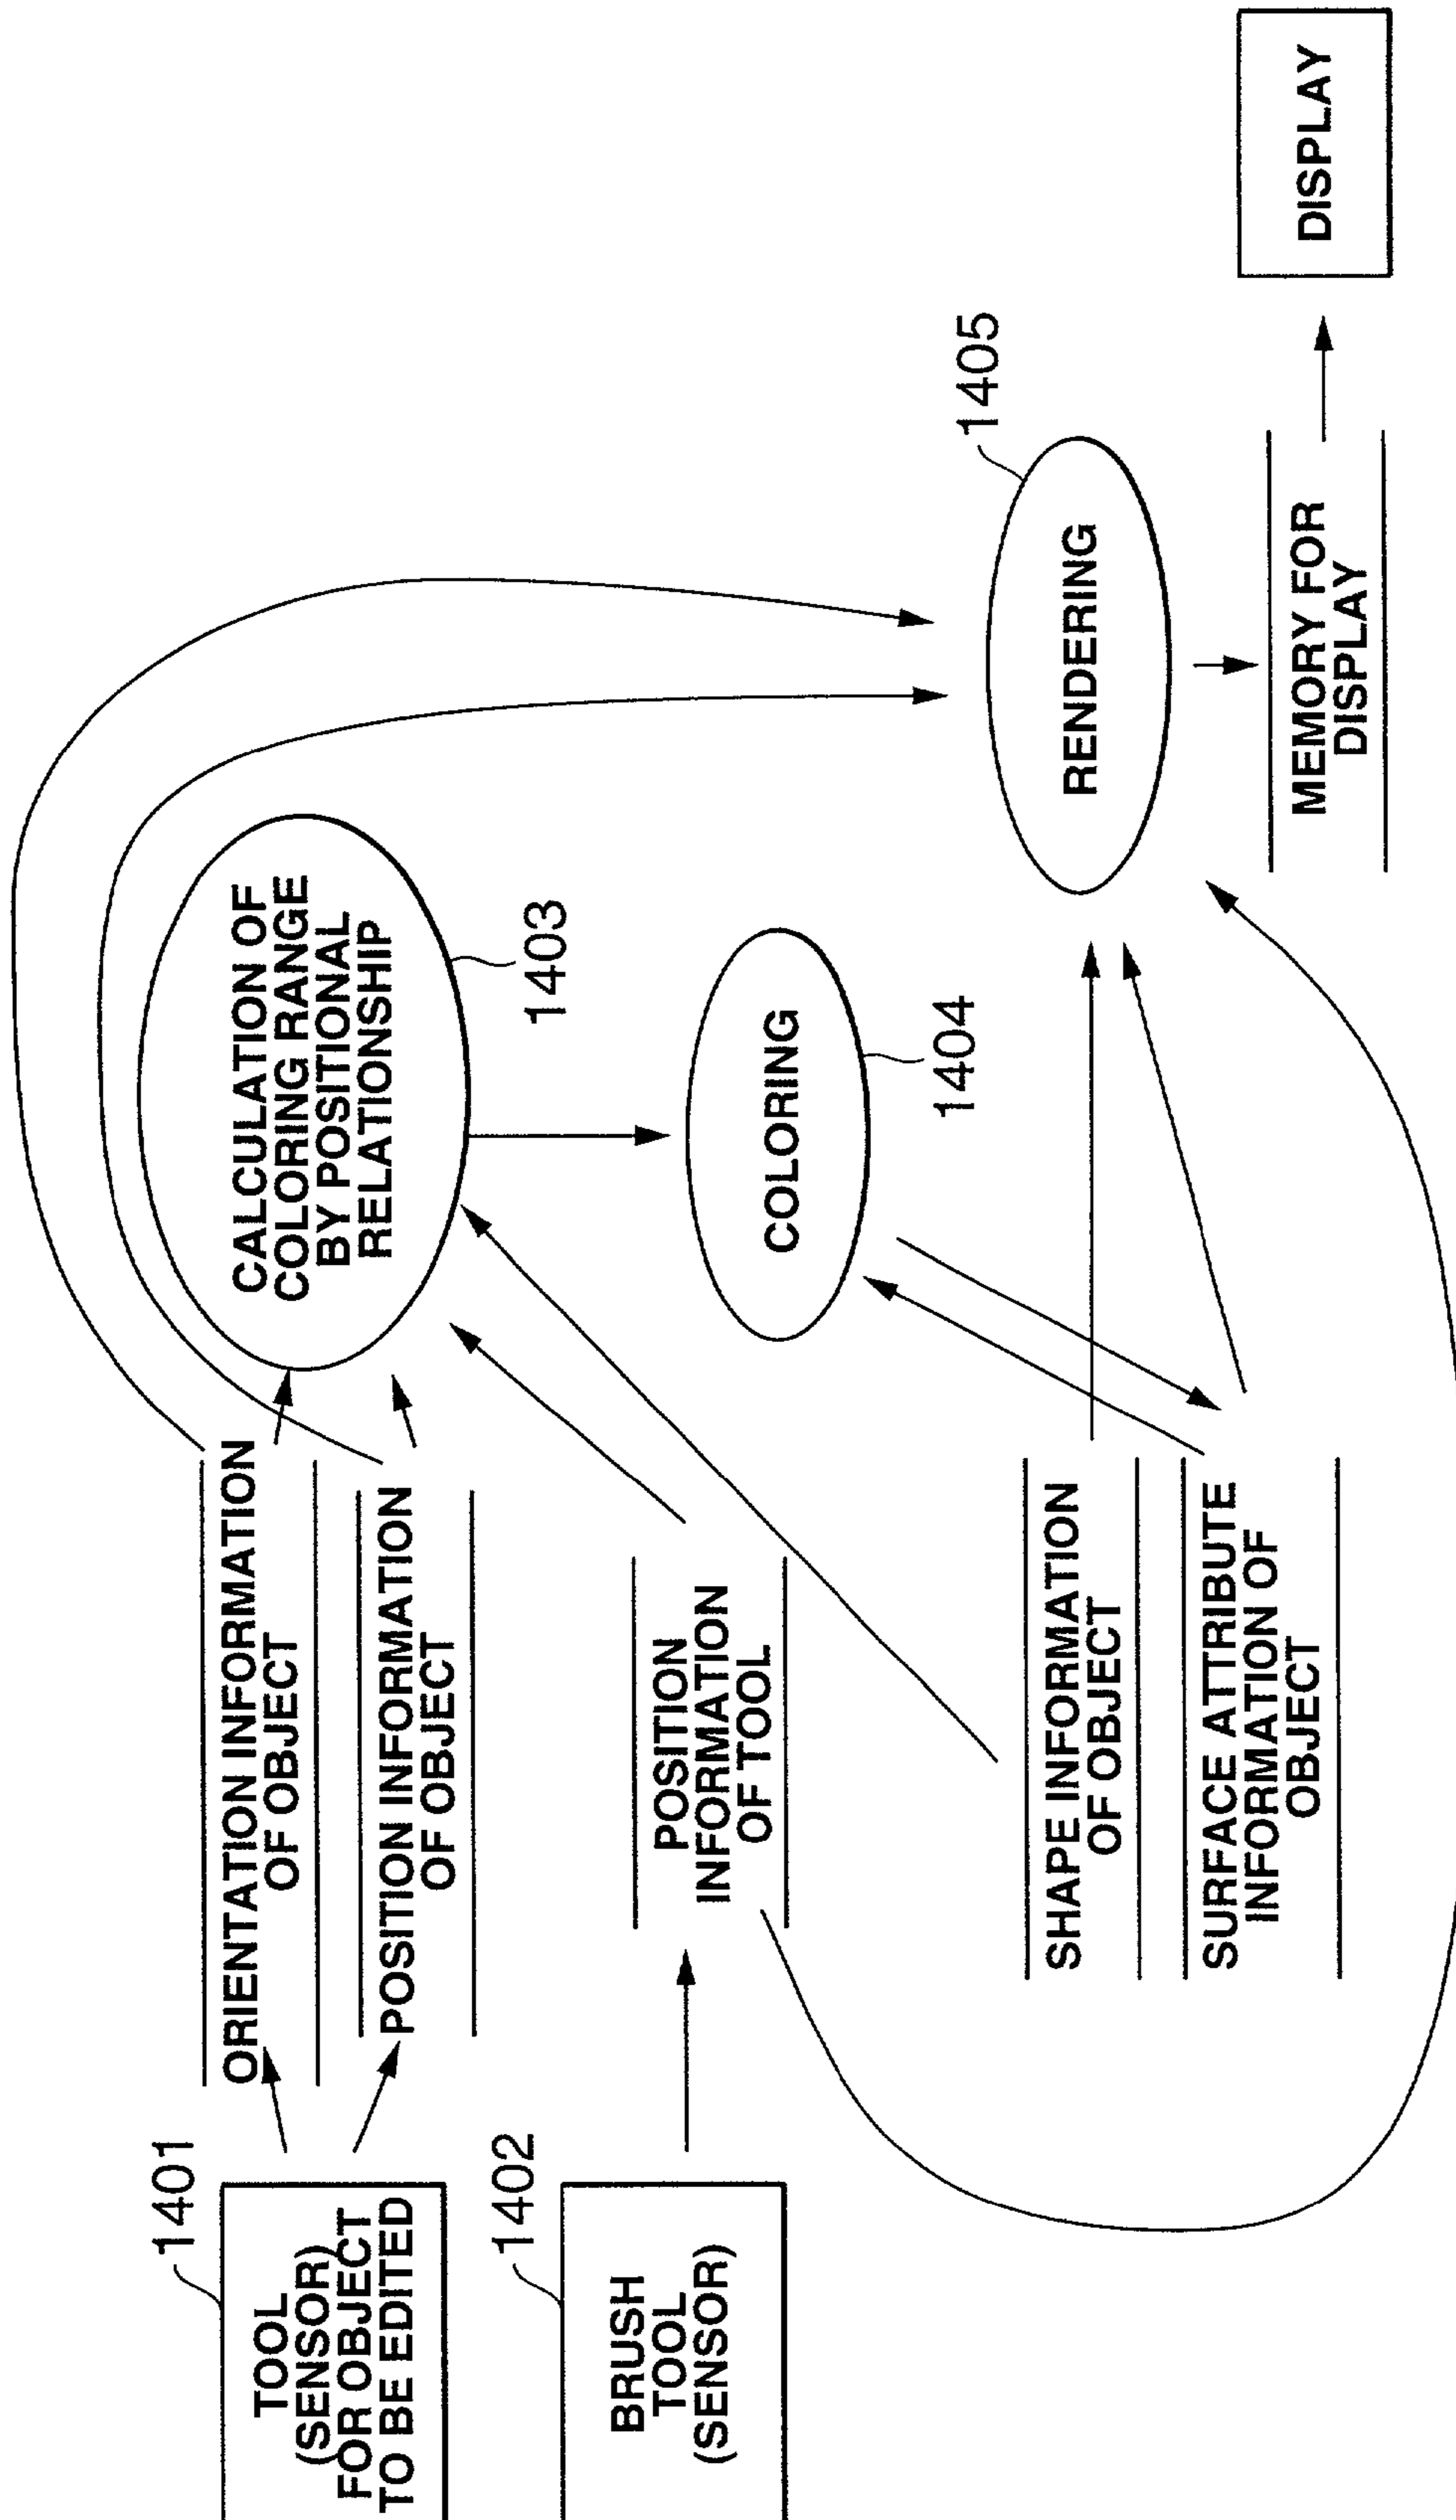 1401
TOOL
(SENSOR)
FOR OBJECT
TO BE EDITED
1402
BRUSH
TOOL
(SENSOR)
ORIENTATION INFORMATION
OF OBJECT
POSITION INFORMATION
OF OBJECT
POSITION
INFORMATION
OF TOOL
SHAPE INFORMATION
OF OBJECT
SURFACE ATTRIBUTE
INFORMATION OF
OBJECT
CALCULATION OF
COLORING RANGE
BY POSITIONAL
RELATIONSHIP
1403
COLORING
1404
RENDERING
1405
MEMORY FOR
DISPLAY
DISPLAY